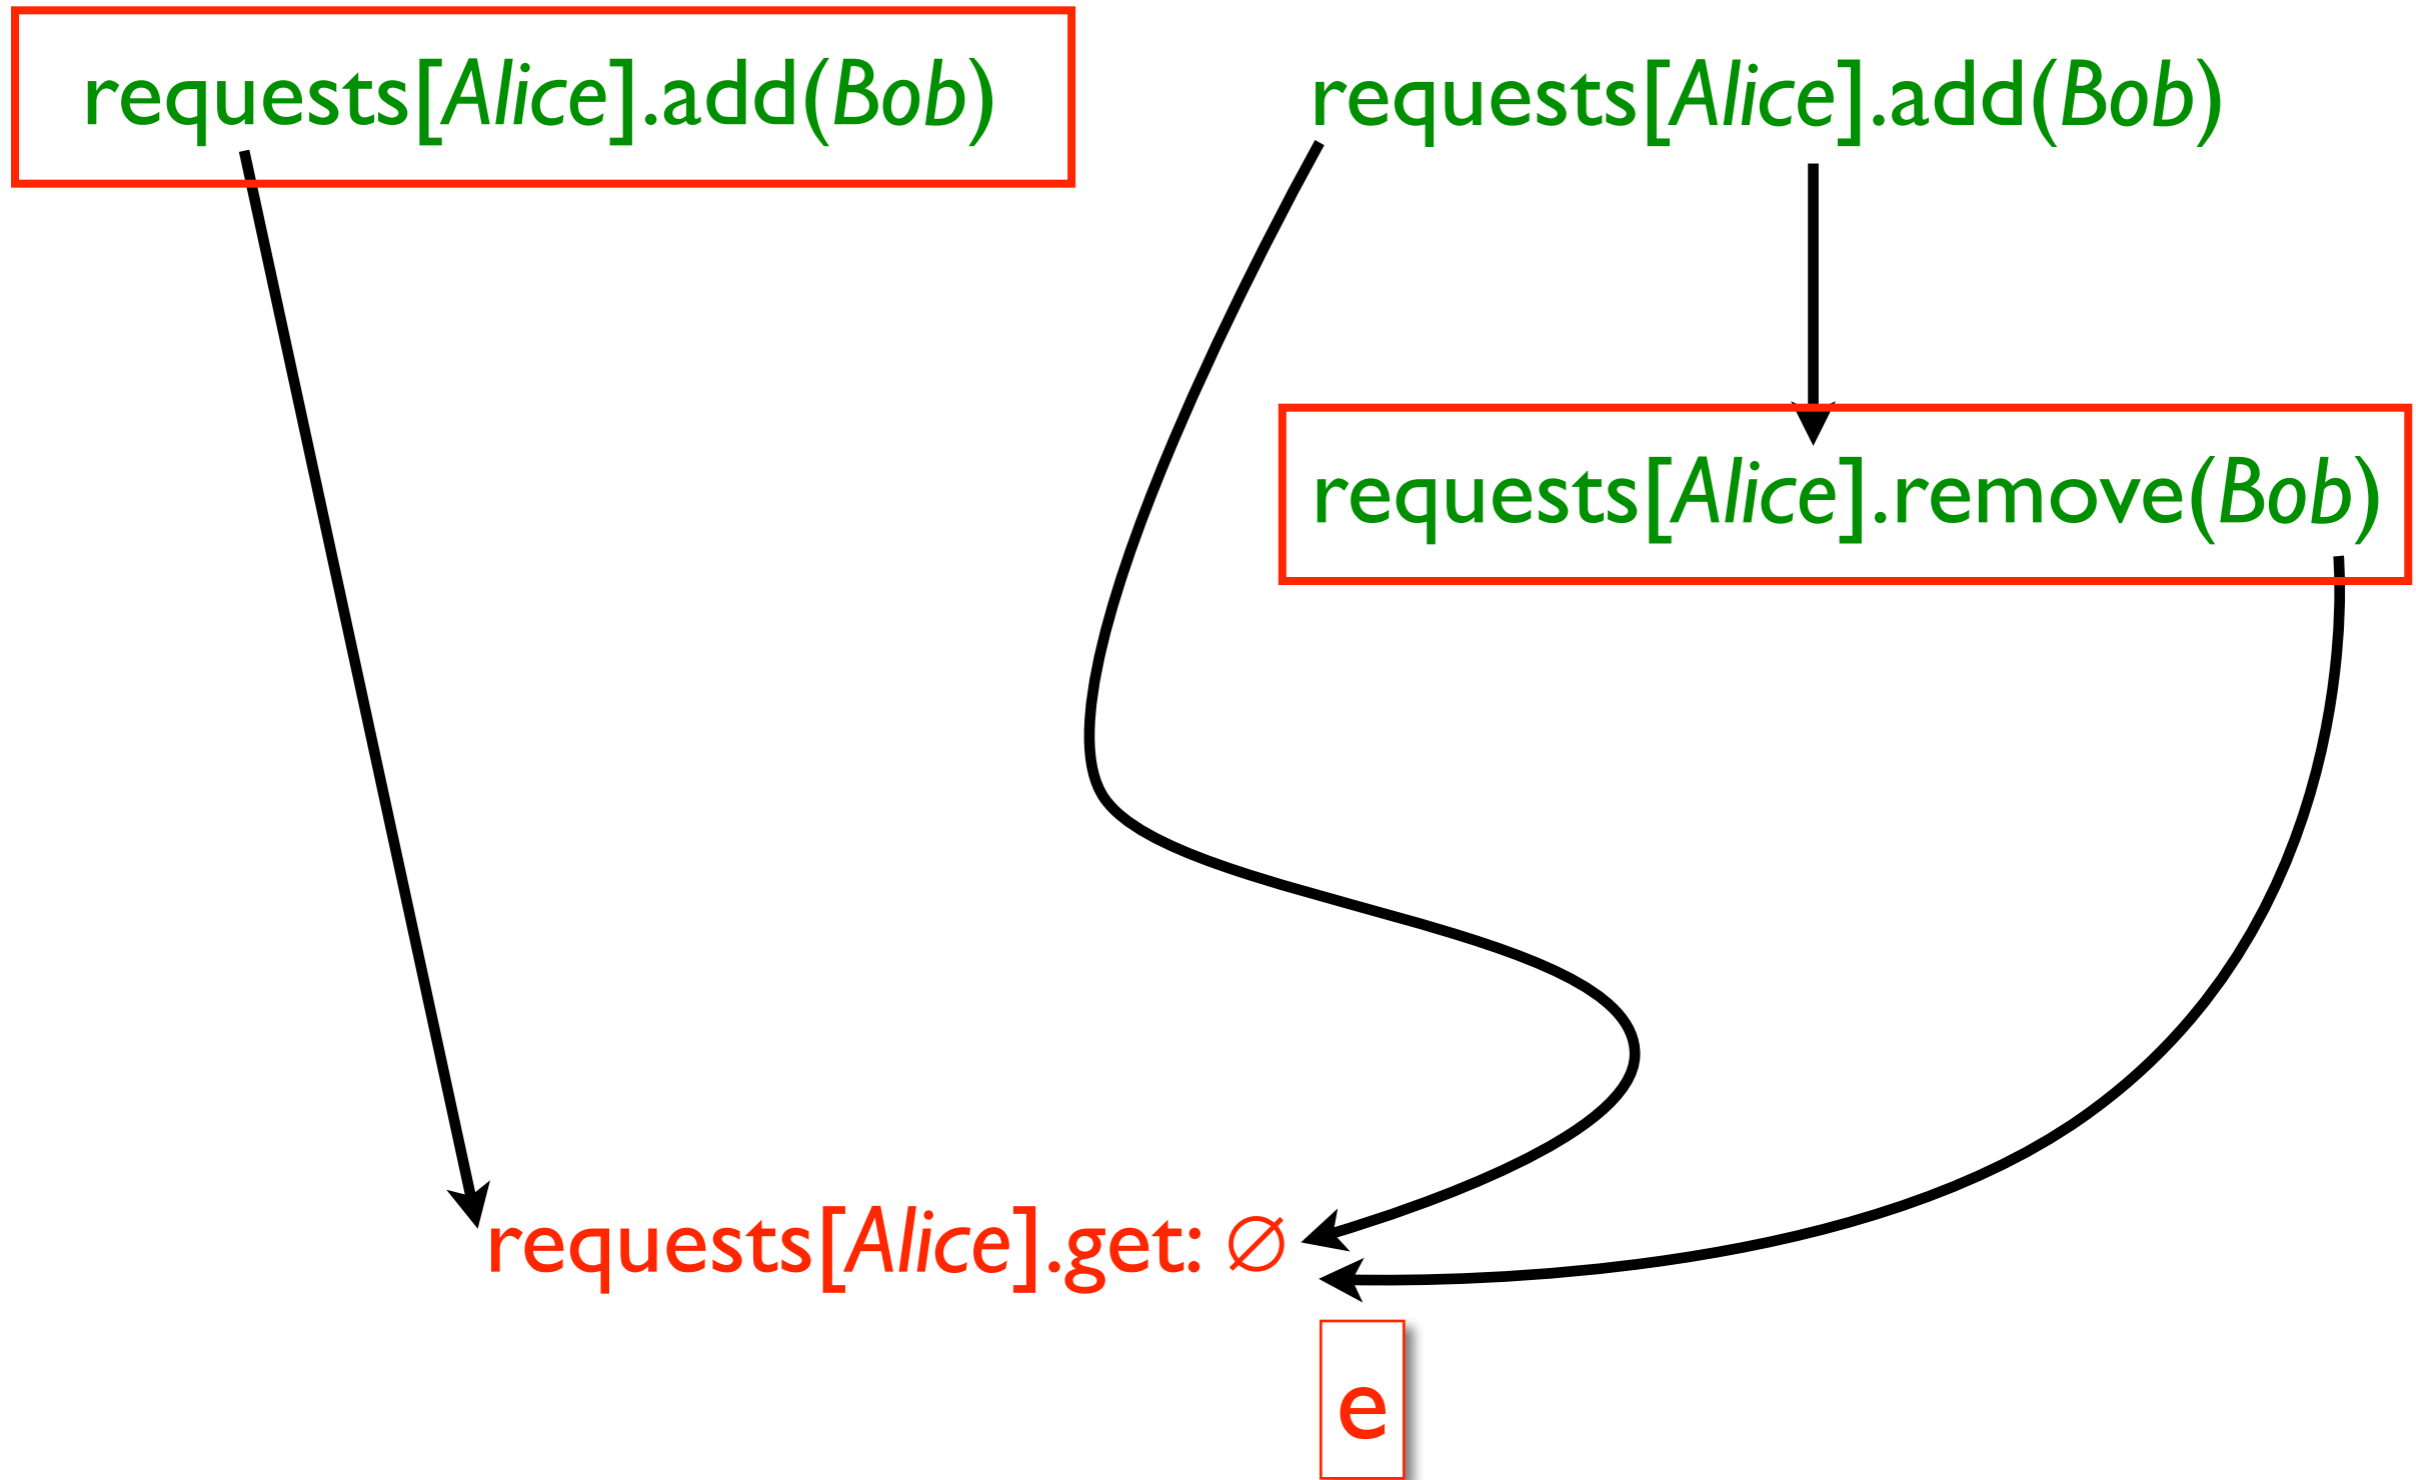 requests[Alice].add(Bob)
requests[Alice].add(Bob)
requests[Alice].remove(Bob)
requests[Alice].get: ∅
e